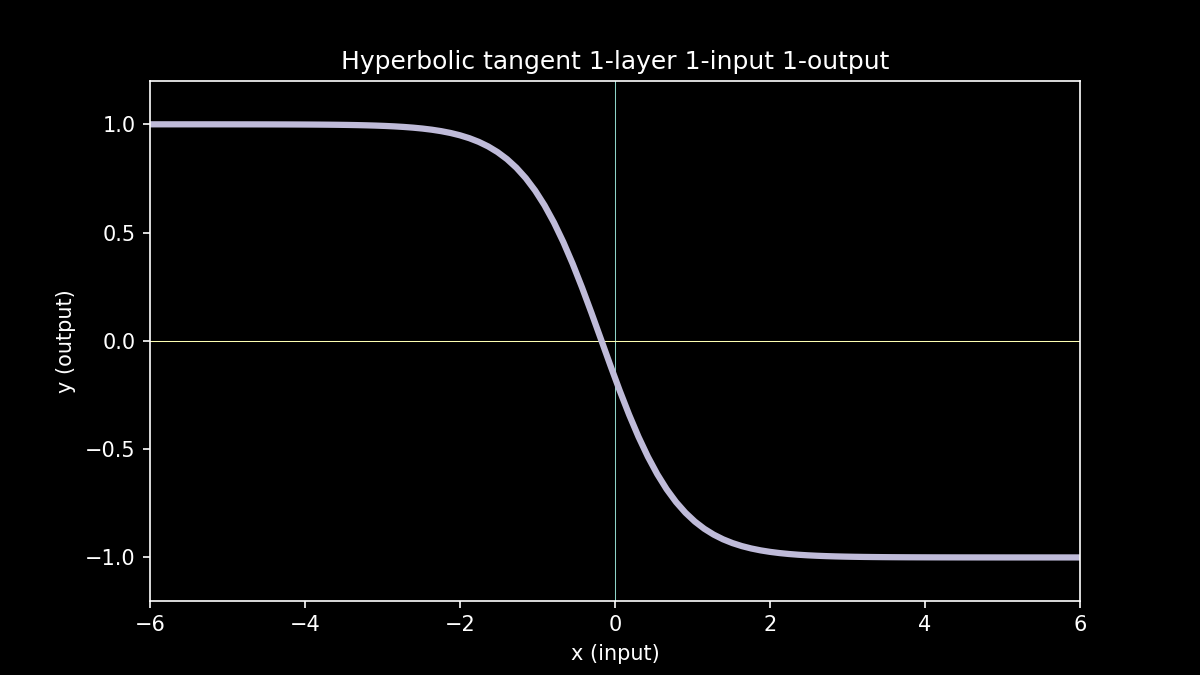 Hyperbolic tangent 1-layer 1-input 1-output
y (output)
1.0
0.5
0.0
−0.5
−1.0
−6 −4 −2 0 2 4 6
x (input)